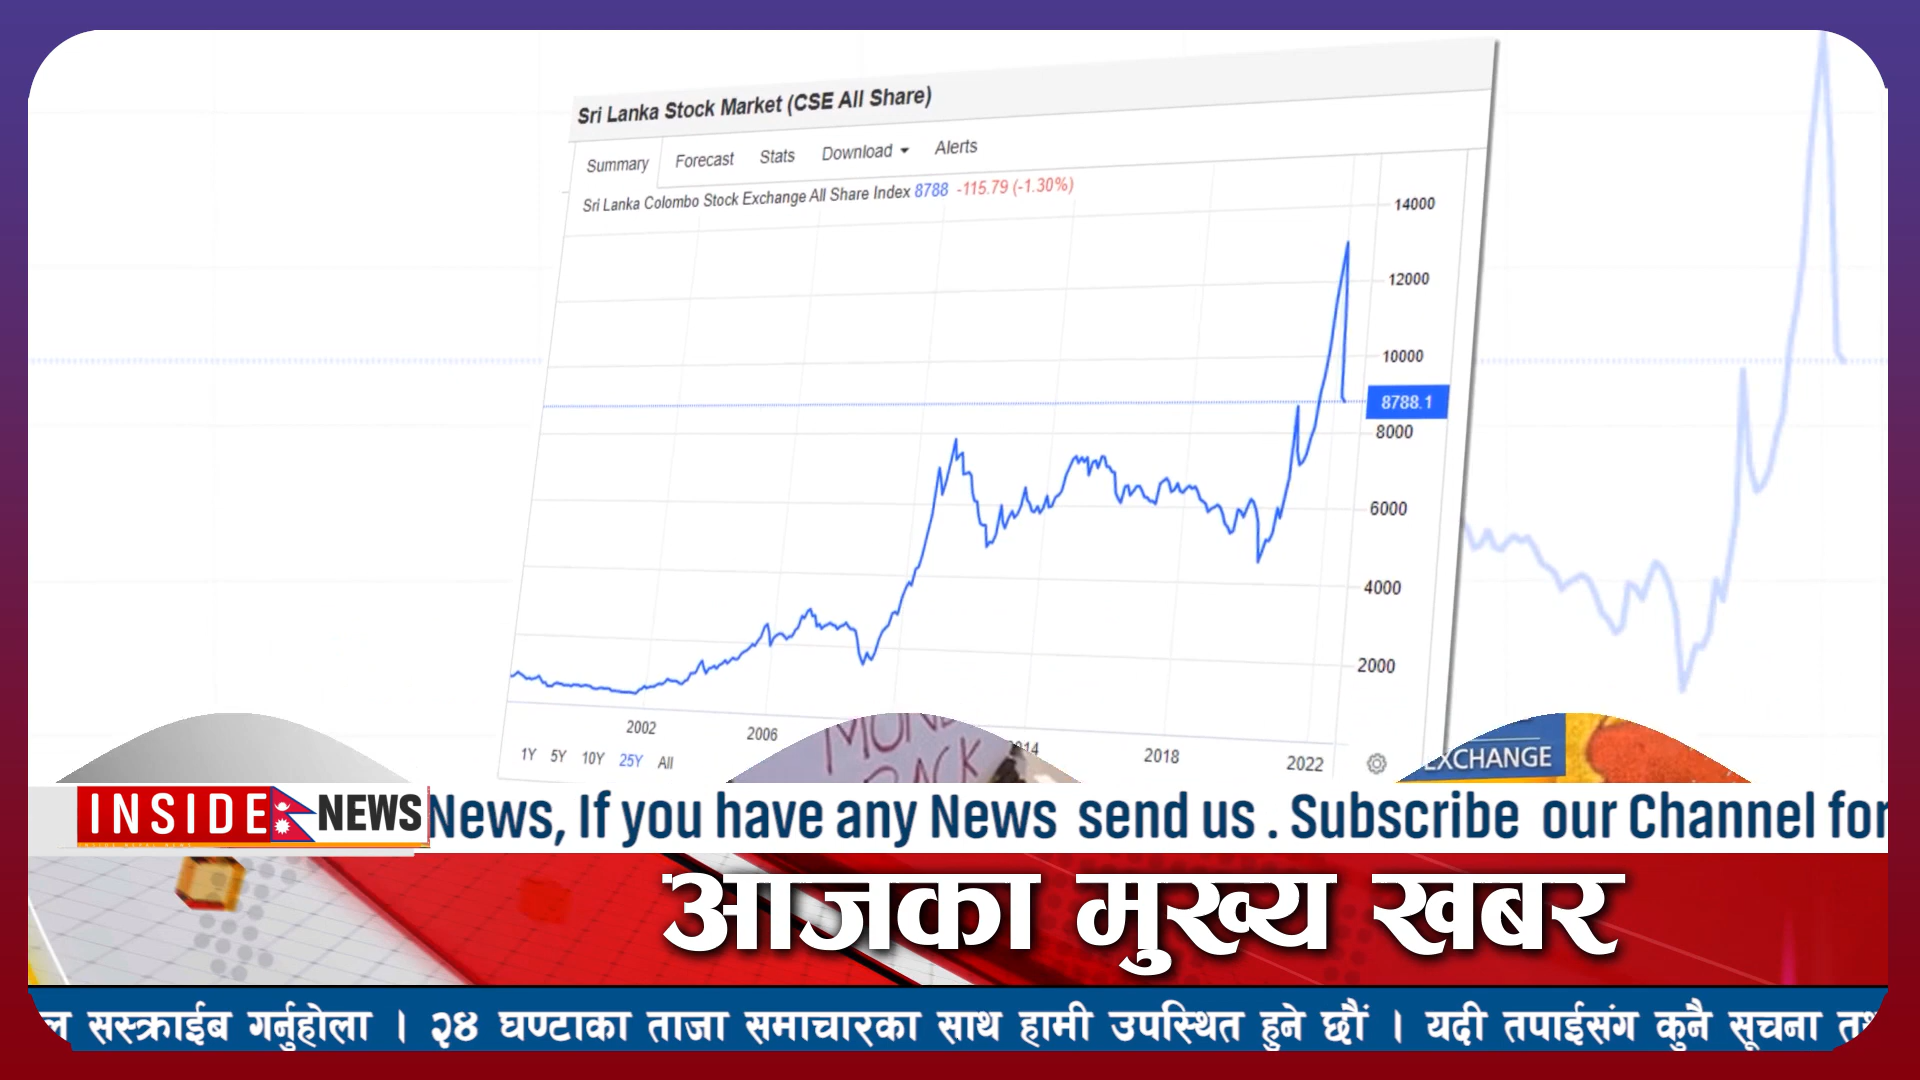 Sri Lanka Stock Market (CSE All Share)
Summary Forecast Stats Download Alerts
Sri Lanka Colombo Stock Exchange All Share Index 8788 -115.79 (-1.30%)
14000
12000
10000
8788.1
8000
6000
4000
2000
2002 2006 2018 2022
1Y 5Y 10Y 25Y All
EXCHANGE
INSIDE NEWS
News, If you have any News send us . Subscribe our Channel for
आजका मुख्य खबर
सस्क्राईब गर्नुहोला । २४ घण्टाका ताजा समाचारका साथ हामी उपस्थित हुने छौं । यदी तपाईसंग कुनै सूचना